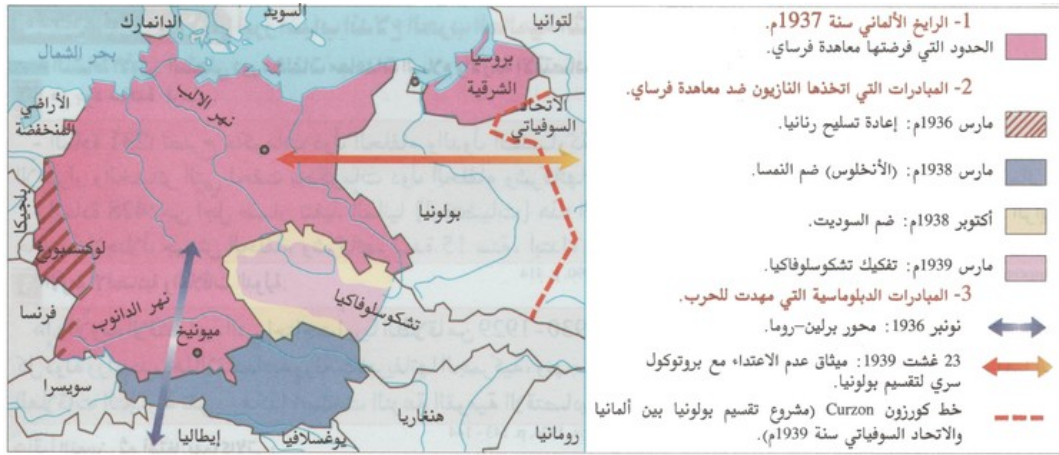 1- الرايخ الألماني سنة 1937م.
الحدود التي فرضتها معاهدة فرساي.
2- المبادرات التي اتخذها النازيون ضد معاهدة فرساي.
مارس 1936م: إعادة تسليح رنانيا.
مارس 1938م: (الأنخلوس) ضم النمسا.
أكتوبر 1938م: ضم السوديت.
مارس 1939م: تفكيك تشكوسلوفاكيا.
3- المبادرات الدبلوماسية التي مهدت للحرب.
نونبر 1936: محور برلين-روما.
23 غشت 1939: ميثاق عدم الاعتداء مع بروتوكول
سري لتقسيم بولونيا.
خط كورزون Curzon (مشروع تقسيم بولونيا بين ألمانيا
والاتحاد السوفياتي سنة 1939م).
السويد
لتوانيا
الدانمارك
بحر الشمال
بروسيا
الشرقية
الاتحاد
السوفياتي
نهر الألب
الأراضي
المنخفضة
بولونيا
بلجيكا
لوكسمبورغ
تشكوسلوفاكيا
نهر الدانوب
فرنسا
ميونيخ
سويسرا
هنغاريا
رومانيا
إيطاليا
يوغسلافيا